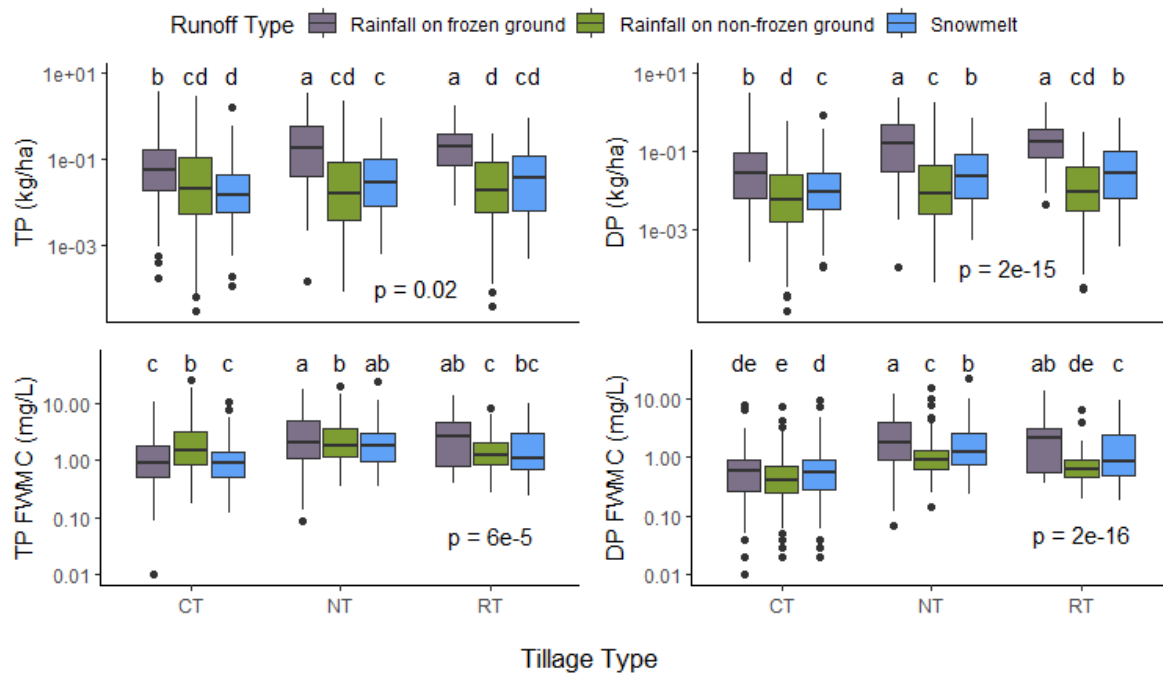 Runoff Type Rainfall on frozen ground Rainfall on non-frozen ground Snowmelt
TP (kg/ha)
1e+01
1e-01
1e-03
b cd d a cd c a d cd
p = 0.02
DP (kg/ha)
1e+01
1e-01
1e-03
b d c a c b a cd b
p = 2e-15
TP FWMC (mg/L)
10.00
1.00
0.10
0.01
c b c a b ab ab c bc
p = 6e-5
CT NT RT
DP FWMC (mg/L)
10.00
1.00
0.10
0.01
de e d a c b ab de c
p = 2e-16
CT NT RT
Tillage Type